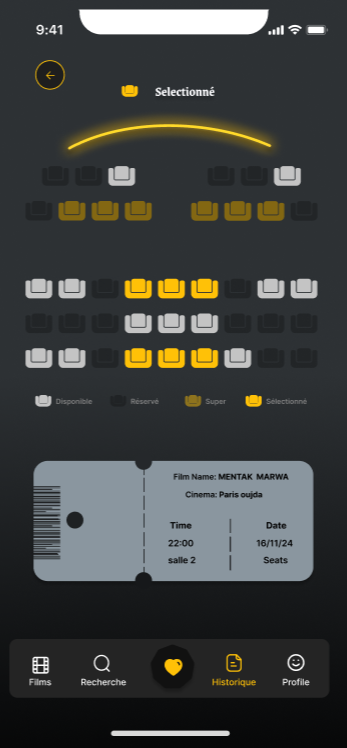 9:41
Selectionné
Disponible Réservé Super Sélectionné
Film Name: MENTAK MARWA
Cinema: Paris oujda
Time Date
22:00 16/11/24
salle 2 Seats
Films Recherche Historique Profile